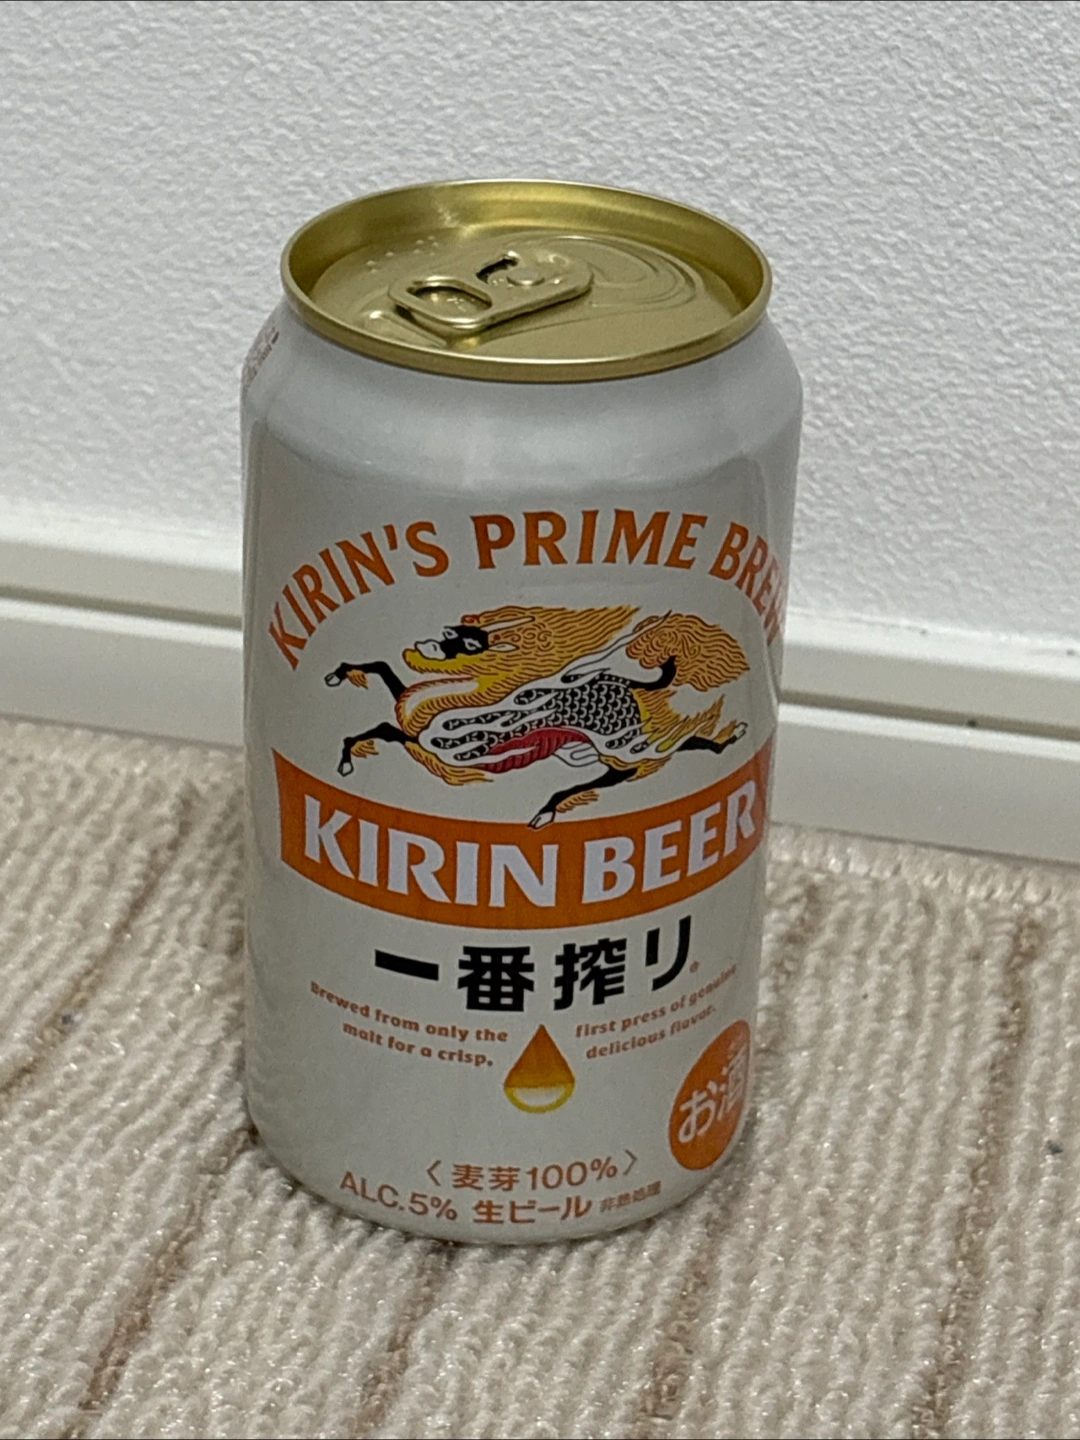 KIRIN'S PRIME BREW
KIRIN BEER
一番搾り®
Brewed from only the
malt for a crisp,
first press of genuine
delicious flavor.
お酒
〈麦芽100%〉
ALC.5% 生ビール 非熱処理